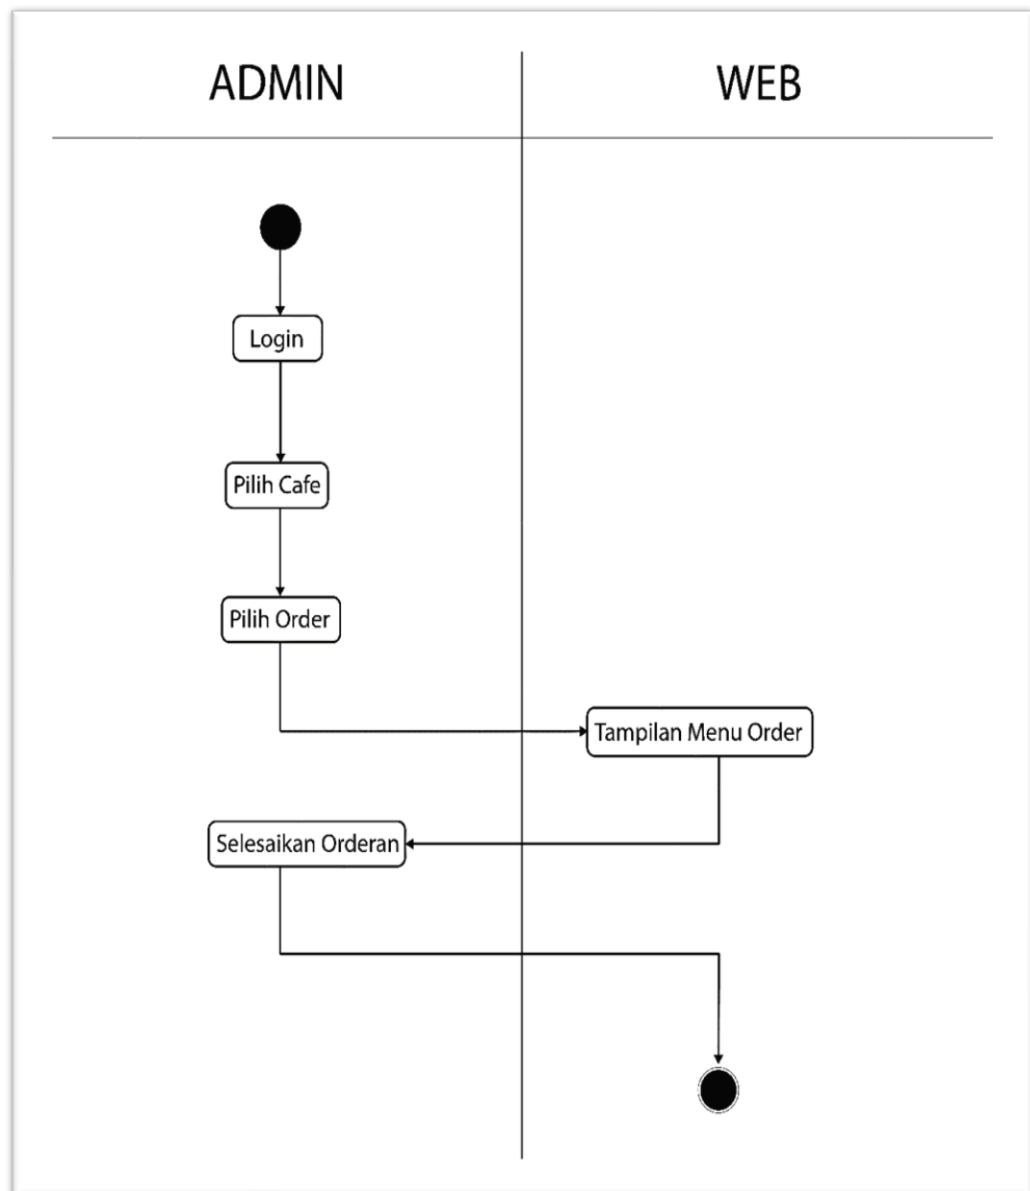 ADMIN
WEB
Login
Pilih Cafe
Pilih Order
Tampilan Menu Order
Selesaikan Orderan